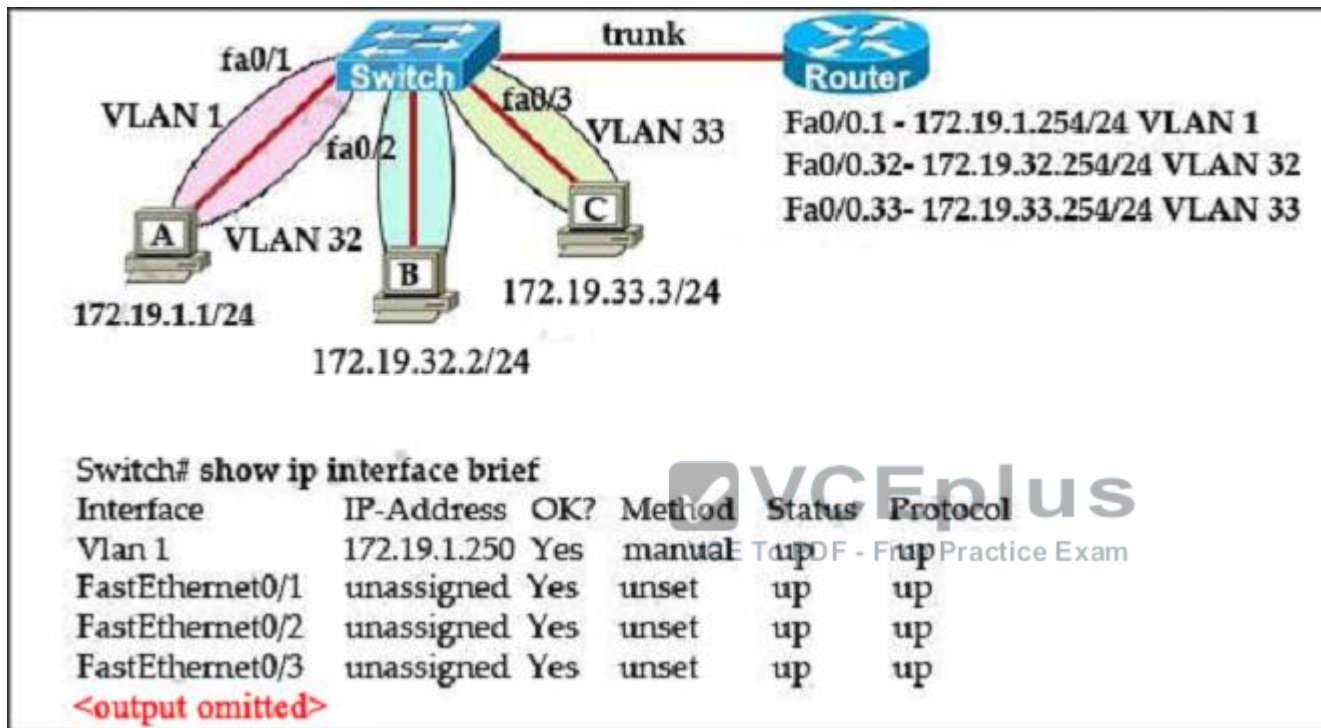 trunk
fa0/1
Switch
Router
VLAN 1
fa0/3
VLAN 33
fa0/2
Fa0/0.1 - 172.19.1.254/24 VLAN 1
Fa0/0.32- 172.19.32.254/24 VLAN 32
Fa0/0.33- 172.19.33.254/24 VLAN 33
A
VLAN 32
B
C
172.19.33.3/24
172.19.1.1/24
172.19.32.2/24
Switch# show ip interface brief
Interface IP-Address OK? Method Status Protocol
Vlan 1 172.19.1.250 Yes manual up up
FastEthernet0/1 unassigned Yes unset up up
FastEthernet0/2 unassigned Yes unset up up
FastEthernet0/3 unassigned Yes unset up up
<output omitted>
VCEplus
Practice Exam